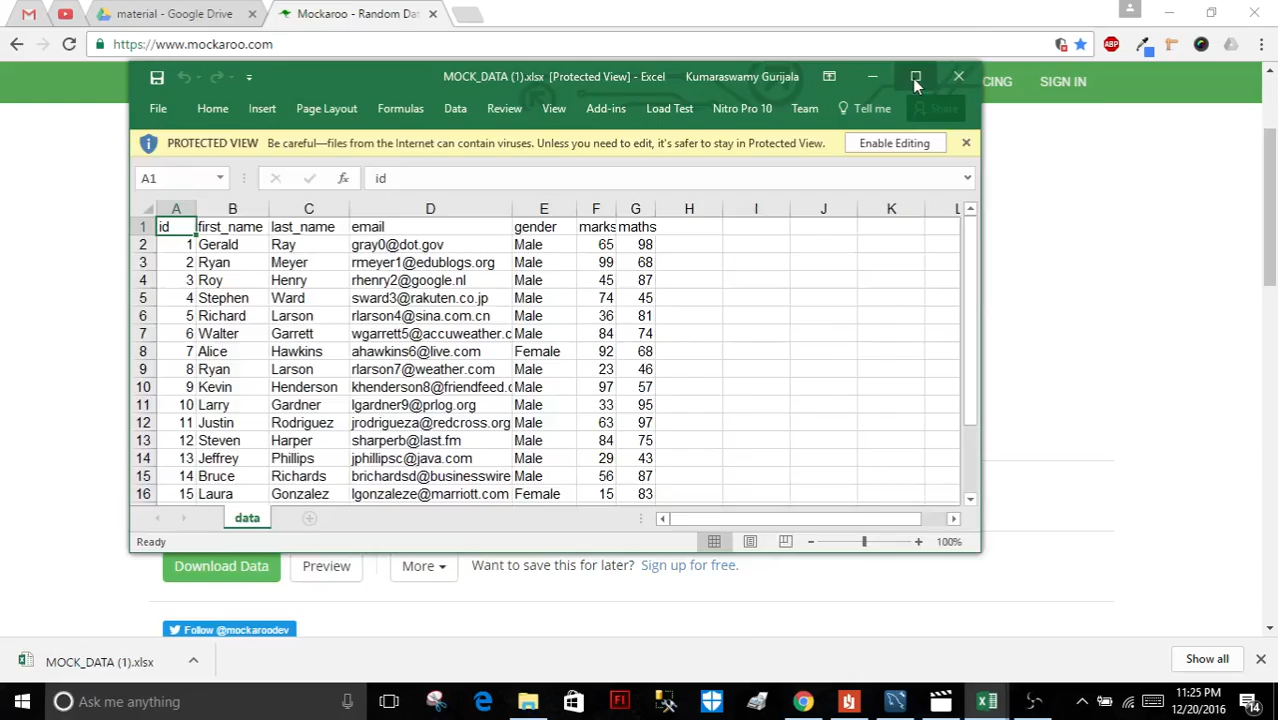 material - Google Drive
Mockaroo - Random Da
https://www.mockaroo.com
ABP
CING
SIGN IN
MOCK_DATA (1).xlsx [Protected View] - Excel
Kumaraswamy Gurijala
File Home Insert Page Layout Formulas Data Review View Add-ins Load Test Nitro Pro 10 Team Tell me Share
PROTECTED VIEW Be careful—files from the Internet can contain viruses. Unless you need to edit, it's safer to stay in Protected View. Enable Editing
A1 fx id
A B C D E F G H I J K L
1 id first_name last_name email gender marks maths
2 1 Gerald Ray gray0@dot.gov Male 65 98
3 2 Ryan Meyer rmeyer1@edublogs.org Male 99 68
4 3 Roy Henry rhenry2@google.nl Male 45 87
5 4 Stephen Ward sward3@rakuten.co.jp Male 74 45
6 5 Richard Larson rlarson4@sina.com.cn Male 36 81
7 6 Walter Garrett wgarrett5@accuweather.c Male 84 74
8 7 Alice Hawkins ahawkins6@live.com Female 92 68
9 8 Ryan Larson rlarson7@weather.com Male 23 46
10 9 Kevin Henderson khenderson8@friendfeed.c Male 97 57
11 10 Larry Gardner lgardner9@prlog.org Male 33 95
12 11 Justin Rodriguez jrodrigueza@redcross.org Male 63 97
13 12 Steven Harper sharperb@last.fm Male 84 75
14 13 Jeffrey Phillips jphillipsc@java.com Male 29 43
15 14 Bruce Richards brichardsd@businesswire Male 56 87
16 15 Laura Gonzalez lgonzaleze@marriott.com Female 15 83
data
Ready
100%
Download Data Preview More Want to save this for later? Sign up for free.
Follow @mockaroodev
MOCK_DATA (1).xlsx
Show all
Ask me anything
Fl
11:25 PM
12/20/2016
14